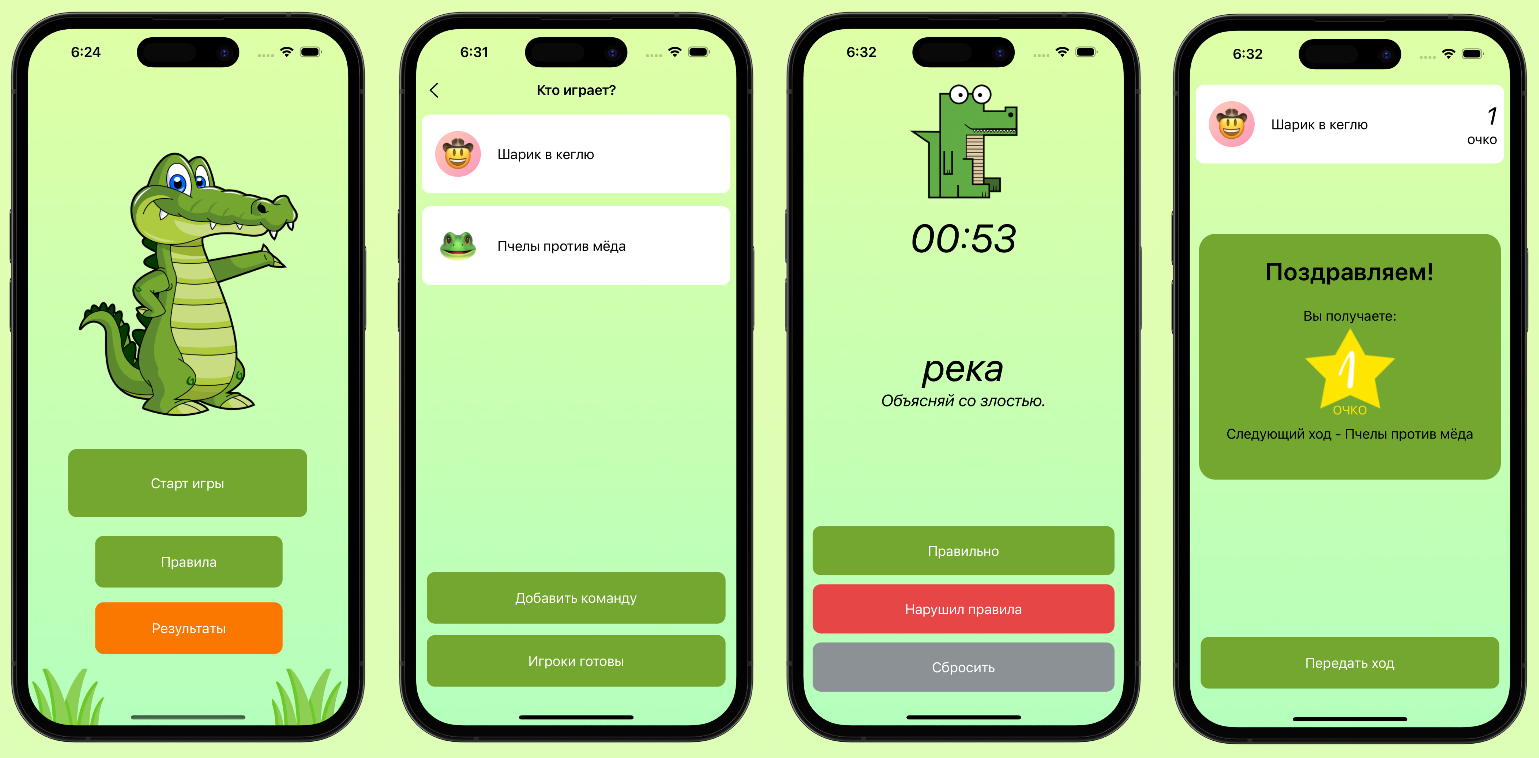 6:24
Старт игры
Правила
Результаты
6:31
Кто играет?
Шарик в кеглю
Пчелы против мёда
Добавить команду
Игроки готовы
6:32
00:53
река
Объясняй со злостью.
Правильно
Нарушил правила
Сбросить
6:32
Шарик в кеглю
1
очко
Поздравляем!
Вы получаете:
1
ОЧКО
Следующий ход - Пчелы против мёда
Передать ход